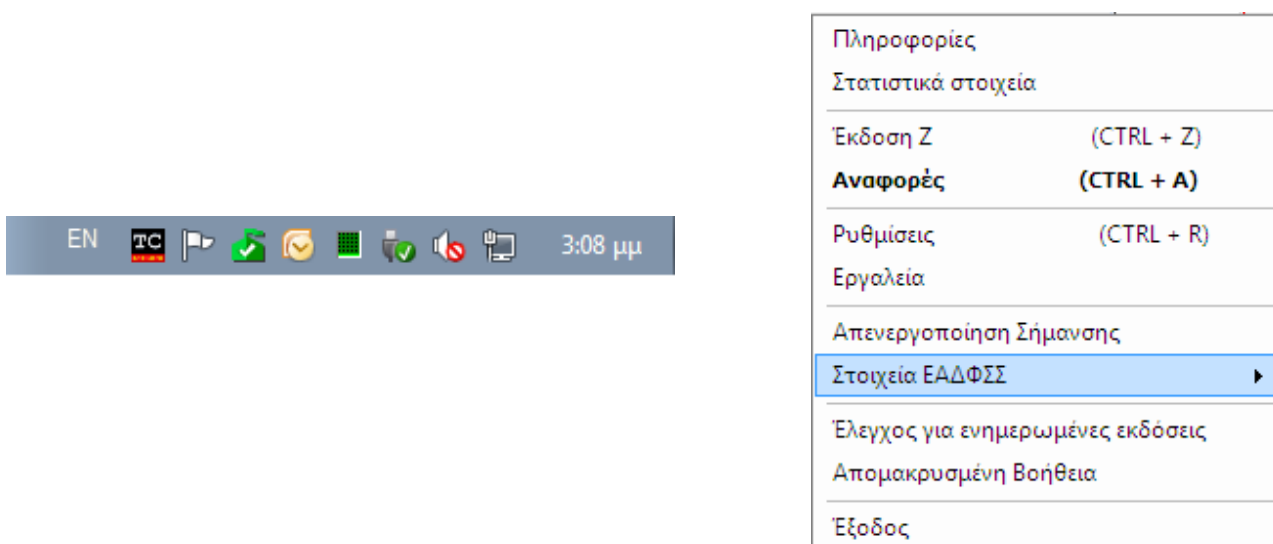 EN TC 3:08 μμ
Πληροφορίες
Στατιστικά στοιχεία
Έκδοση Ζ (CTRL + Z)
Αναφορές (CTRL + A)
Ρυθμίσεις (CTRL + R)
Εργαλεία
Απενεργοποίηση Σήμανσης
Στοιχεία ΕΑΔΦΣΣ
Έλεγχος για ενημερωμένες εκδόσεις
Απομακρυσμένη Βοήθεια
Έξοδος